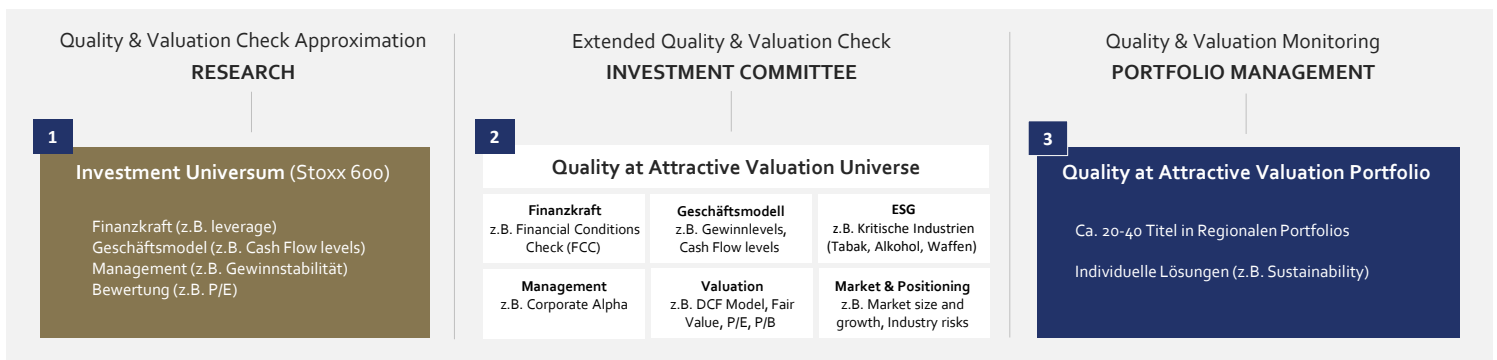 Quality & Valuation Check Approximation
RESEARCH
1
Investment Universum (Stoxx 600)
Finanzkraft (z.B. leverage)
Geschäftsmodel (z.B. Cash Flow levels)
Management (z.B. Gewinnstabilität)
Bewertung (z.B. P/E)
Extended Quality & Valuation Check
INVESTMENT COMMITTEE
2
Quality at Attractive Valuation Universe
Finanzkraft
z.B. Financial Conditions
Check (FCC)
Geschäftsmodell
z.B. Gewinnlevels,
Cash Flow levels
ESG
z.B. Kritische Industrien
(Tabak, Alkohol, Waffen)
Management
z.B. Corporate Alpha
Valuation
z.B. DCF Model, Fair
Value, P/E, P/B
Market & Positioning
z.B. Market size and
growth, Industry risks
Quality & Valuation Monitoring
PORTFOLIO MANAGEMENT
3
Quality at Attractive Valuation Portfolio
Ca. 20-40 Titel in Regionalen Portfolios
Individuelle Lösungen (z.B. Sustainability)